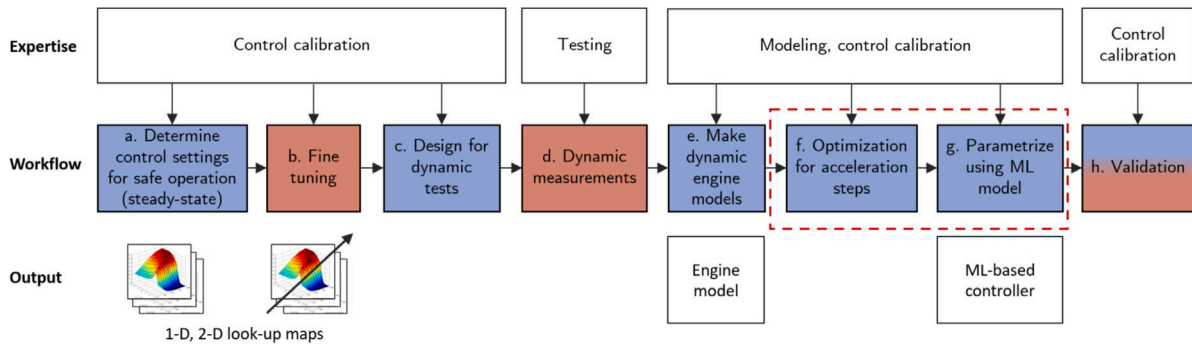 Expertise
Control calibration
Testing
Modeling, control calibration
Control
calibration
Workflow
a. Determine
control settings
for safe operation
(steady-state)
b. Fine
tuning
c. Design for
dynamic
tests
d. Dynamic
measurements
e. Make
dynamic
engine
models
f. Optimization
for acceleration
steps
g. Parametrize
using ML
model
h. Validation
Output
1-D, 2-D look-up maps
Engine
model
ML-based
controller